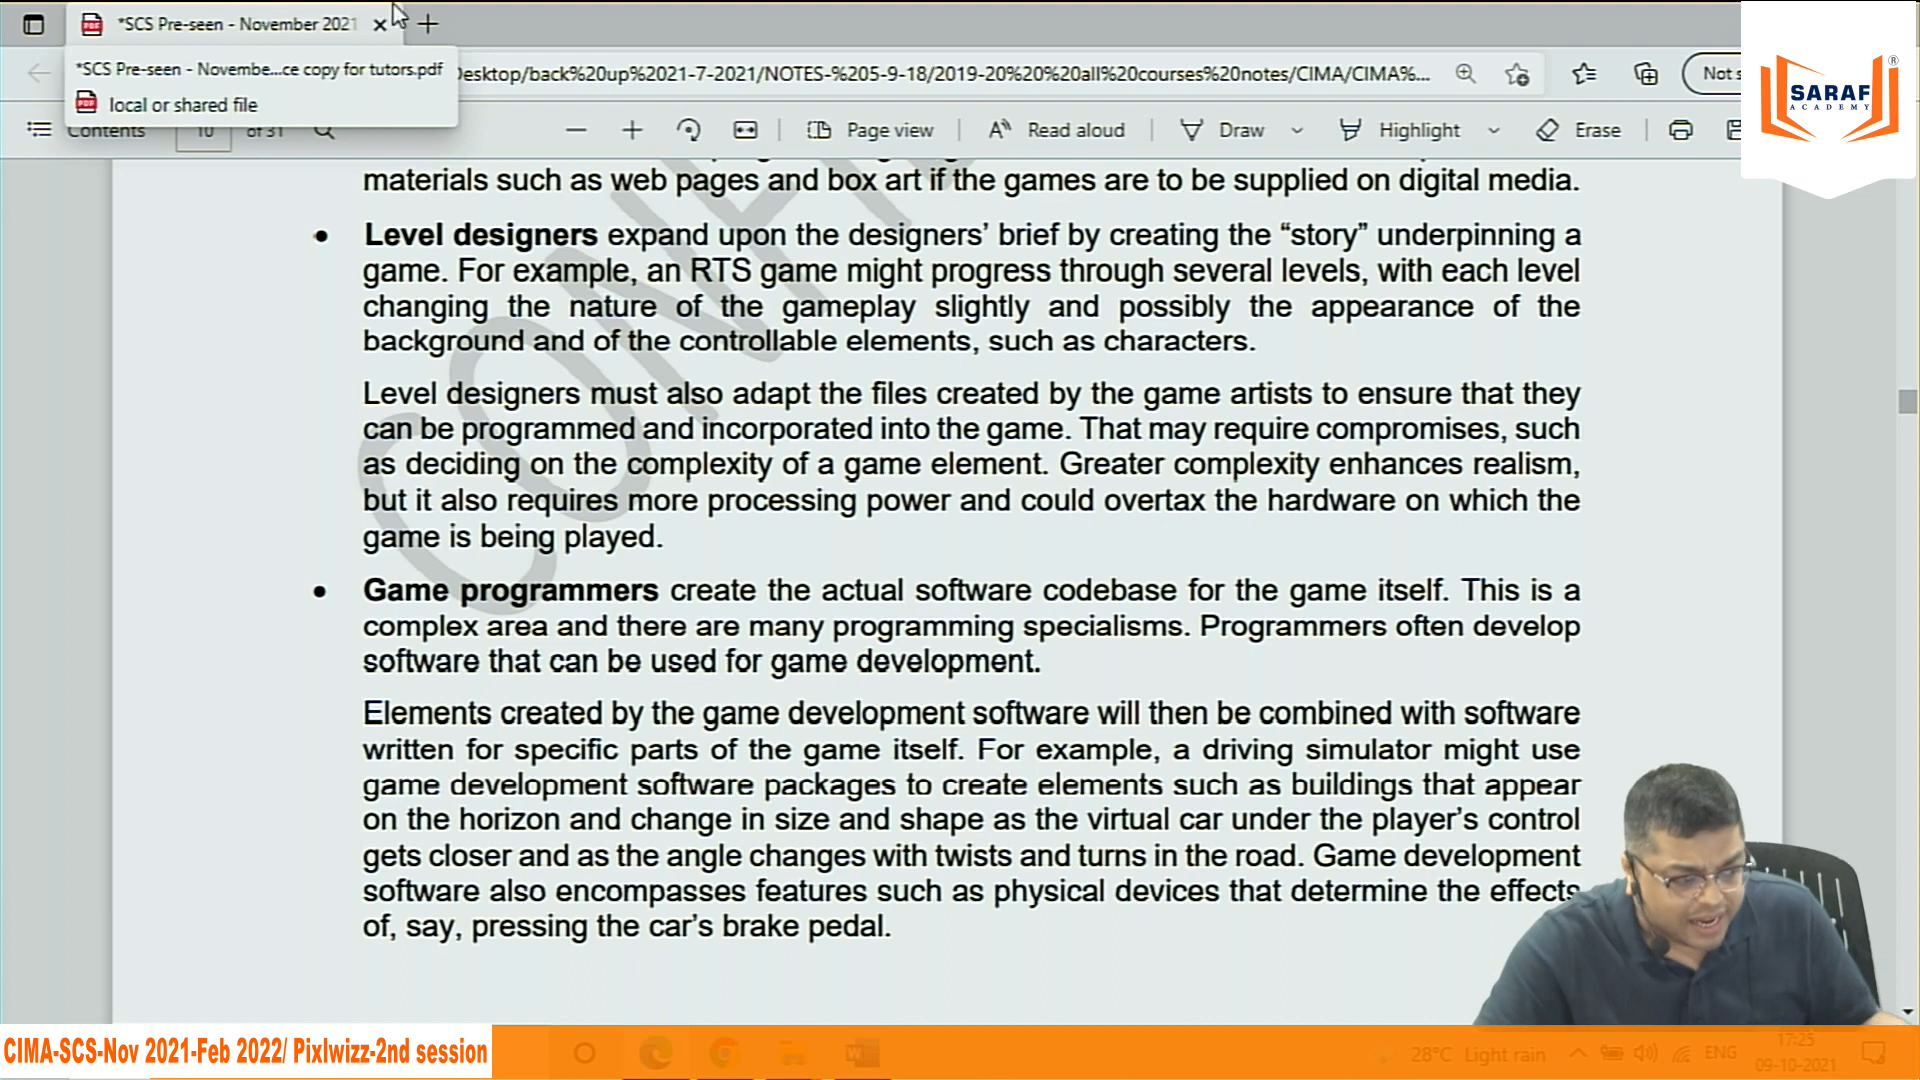 *SCS Pre-seen - November 2021
*SCS Pre-seen - Novembe...ce copy for tutors.pdf
local or shared file
esktop/back%20up%2021-7-2021/NOTES-%205-9-18/2019-20%20%20all%20courses%20notes/CIMA/CIMA%...
Not s
SARAF
ACADEMY
®
Contents
10
of 31
Page view
Read aloud
Draw
Highlight
Erase
materials such as web pages and box art if the games are to be supplied on digital media.
• Level designers expand upon the designers’ brief by creating the “story” underpinning a
game. For example, an RTS game might progress through several levels, with each level
changing the nature of the gameplay slightly and possibly the appearance of the
background and of the controllable elements, such as characters.
Level designers must also adapt the files created by the game artists to ensure that they
can be programmed and incorporated into the game. That may require compromises, such
as deciding on the complexity of a game element. Greater complexity enhances realism,
but it also requires more processing power and could overtax the hardware on which the
game is being played.
• Game programmers create the actual software codebase for the game itself. This is a
complex area and there are many programming specialisms. Programmers often develop
software that can be used for game development.
Elements created by the game development software will then be combined with software
written for specific parts of the game itself. For example, a driving simulator might use
game development software packages to create elements such as buildings that appear
on the horizon and change in size and shape as the virtual car under the player’s control
gets closer and as the angle changes with twists and turns in the road. Game development
software also encompasses features such as physical devices that determine the effects
of, say, pressing the car’s brake pedal.
CIMA-SCS-Nov 2021-Feb 2022/ Pixlwizz-2nd session
28°C Light rain
ENG
17:25
09-10-2021